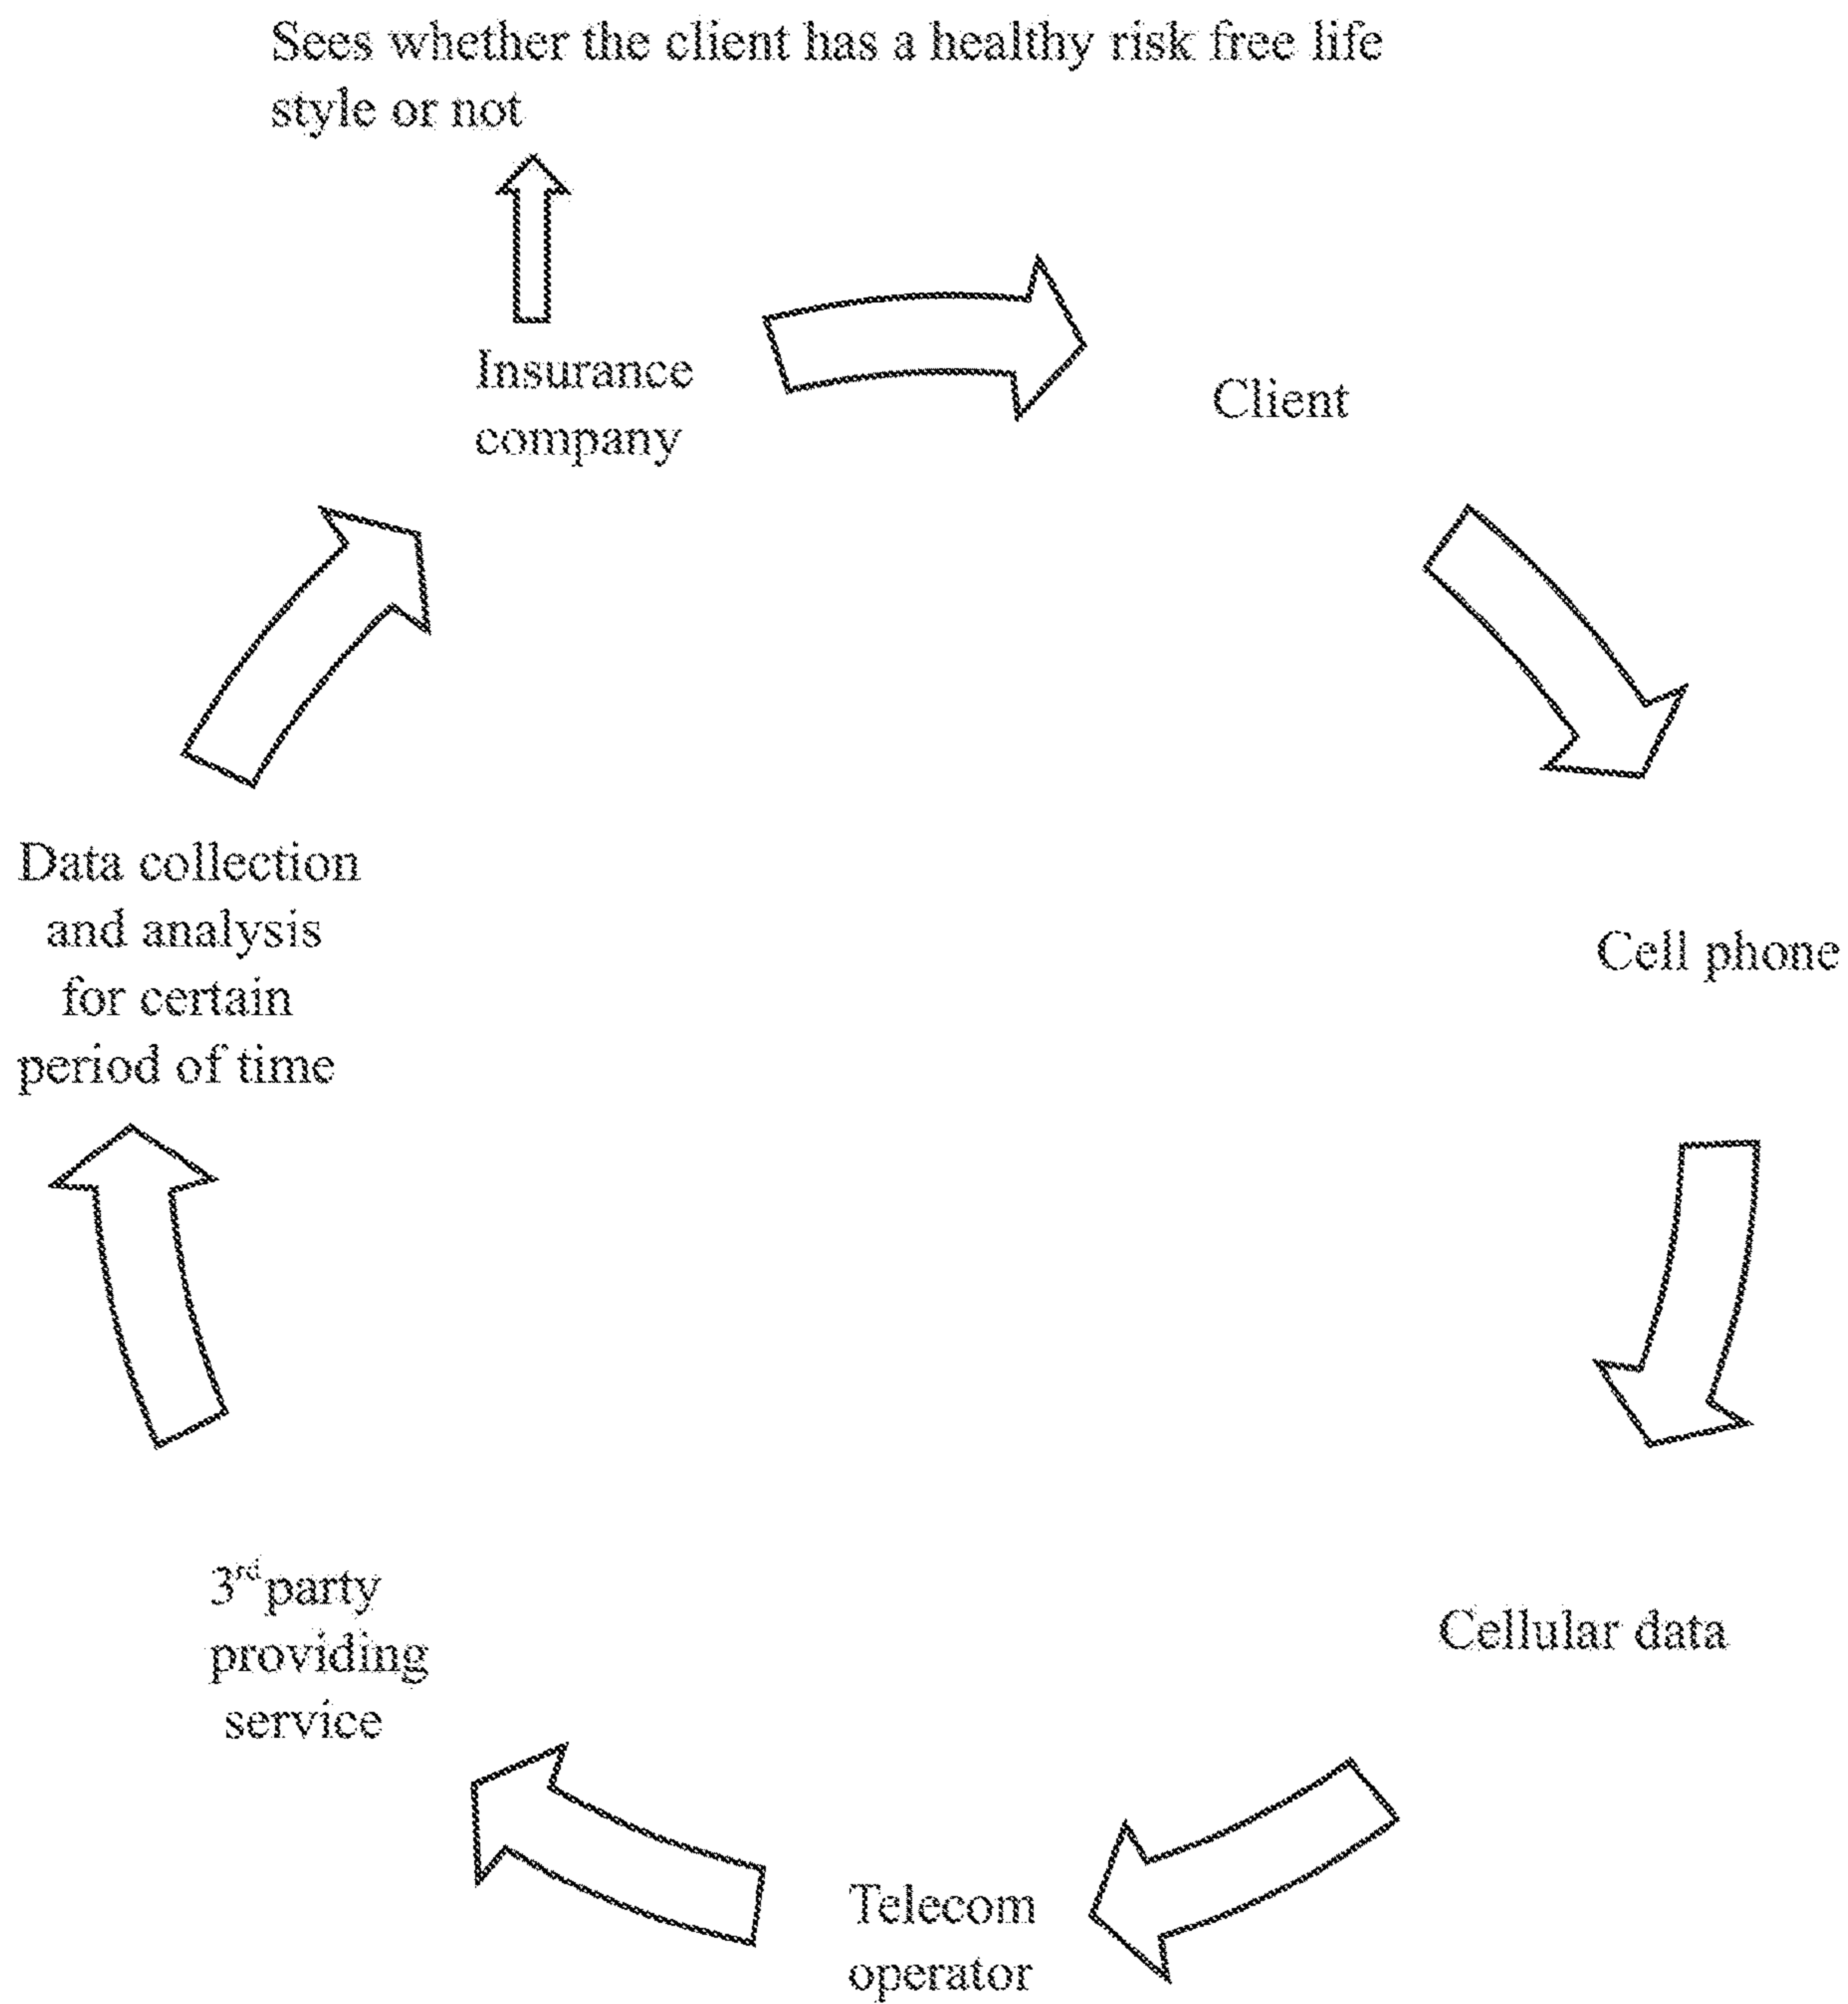 Sees whether the client has a healthy risk free life
style or not
Insurance
company
Client
Cell phone
Cellular data
Telecom
operator
3rd party
providing
service
Data collection
and analysis
for certain
period of time